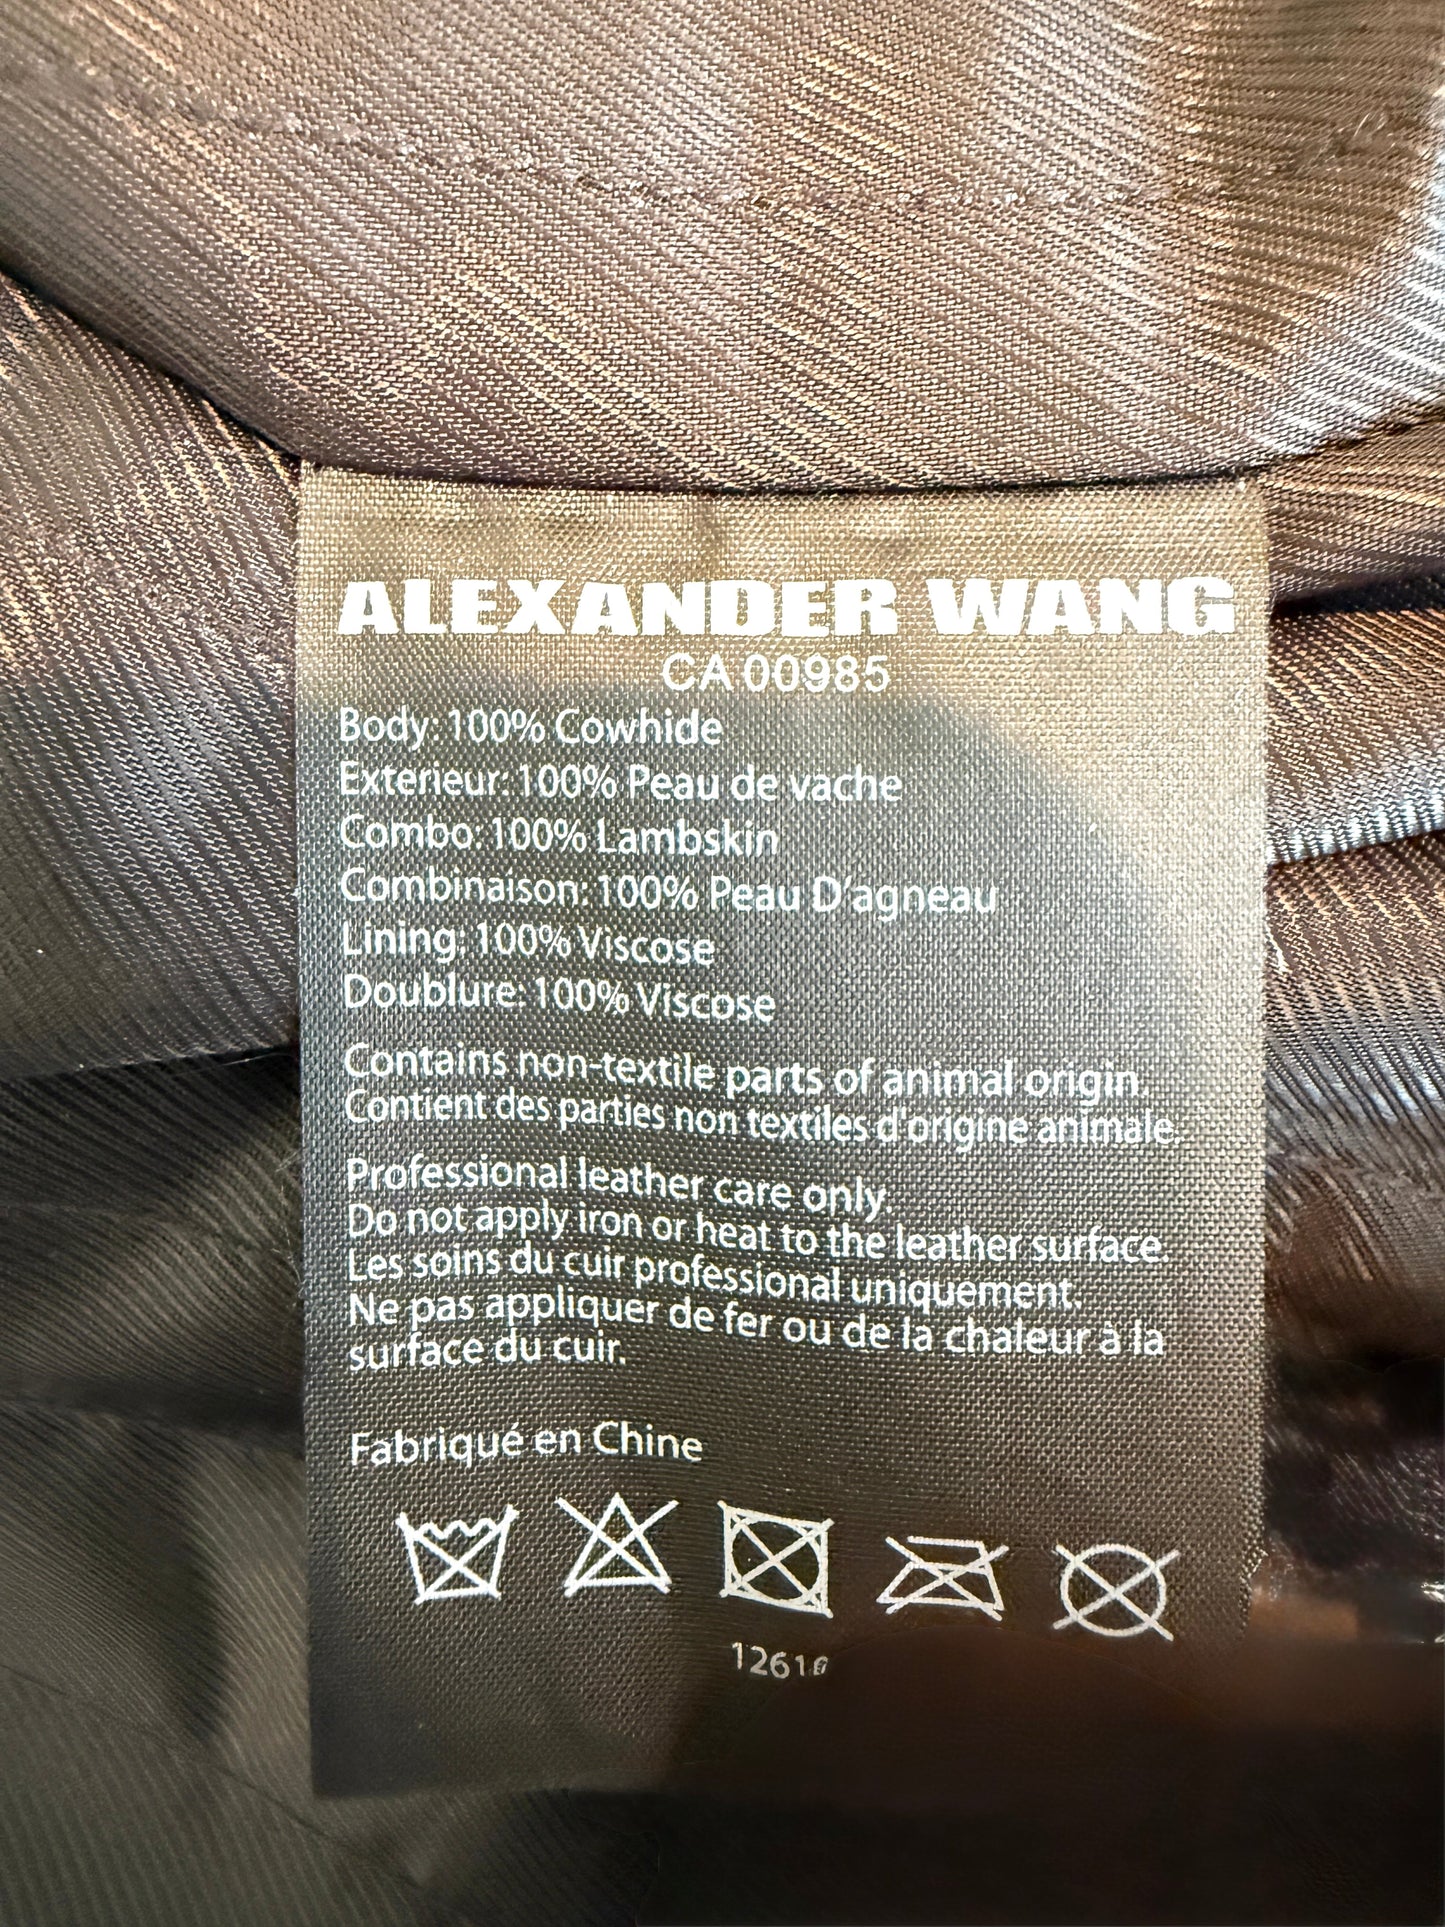 ALEXANDER WANG
CA 00985
Body: 100% Cowhide
Exterieur: 100% Peau de vache
Combo: 100% Lambskin
Combinaison: 100% Peau D'agneau
Lining: 100% Viscose
Doublure: 100% Viscose
Contains non-textile parts of animal origin.
Contient des parties non textiles d'origine animale.
Professional leather care only.
Do not apply iron or heat to the leather surface.
Les soins du cuir professional uniquement.
Ne pas appliquer de fer ou de la chaleur à la
surface du cuir.
Fabriqué en Chine